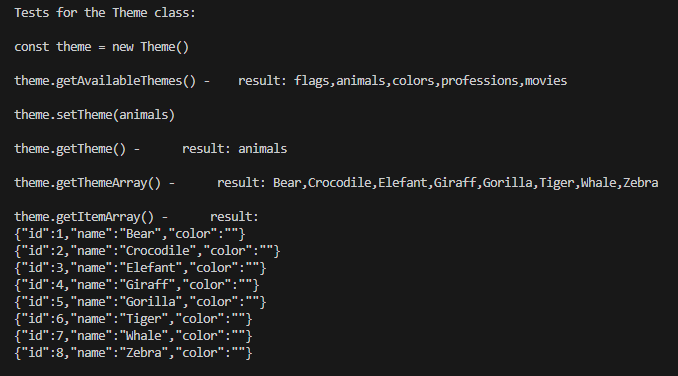 Tests for the Theme class:
const theme = new Theme()
theme.getAvailableThemes() -    result: flags,animals,colors,professions,movies
theme.setTheme(animals)
theme.getTheme() -      result: animals
theme.getThemeArray() -      result: Bear,Crocodile,Elefant,Giraff,Gorilla,Tiger,Whale,Zebra
theme.getItemArray() -      result:
{"id":1,"name":"Bear","color":""}
{"id":2,"name":"Crocodile","color":""}
{"id":3,"name":"Elefant","color":""}
{"id":4,"name":"Giraff","color":""}
{"id":5,"name":"Gorilla","color":""}
{"id":6,"name":"Tiger","color":""}
{"id":7,"name":"Whale","color":""}
{"id":8,"name":"Zebra","color":""}